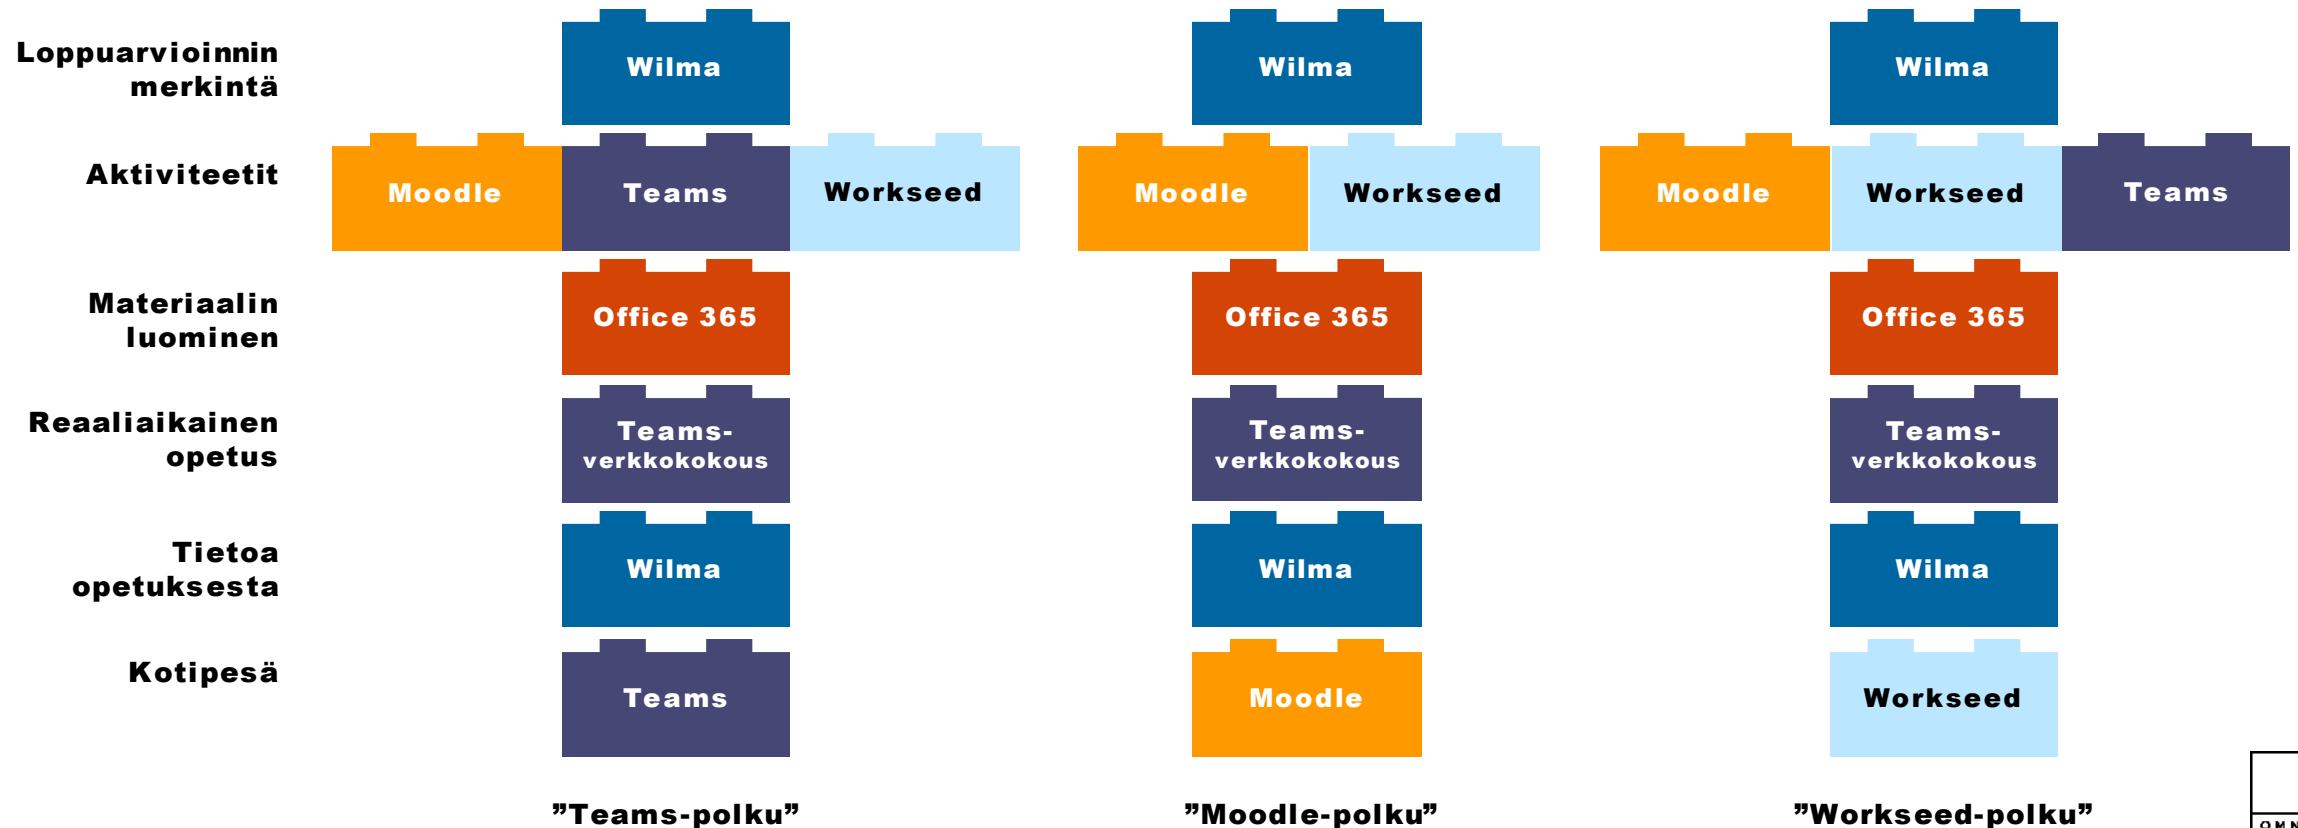 Loppuarvioinnin
merkintä
Wilma
Wilma
Wilma
Aktiviteetit
Moodle
Teams
Workseed
Moodle
Workseed
Moodle
Workseed
Teams
Materiaalin
luominen
Office 365
Office 365
Office 365
Reaaliaikainen
opetus
Teams-
verkkokokous
Teams-
verkkokokous
Teams-
verkkokokous
Tietoa
opetuksesta
Wilma
Wilma
Wilma
Kotipesä
Teams
Moodle
Workseed
”Teams-polku”
”Moodle-polku”
”Workseed-polku”